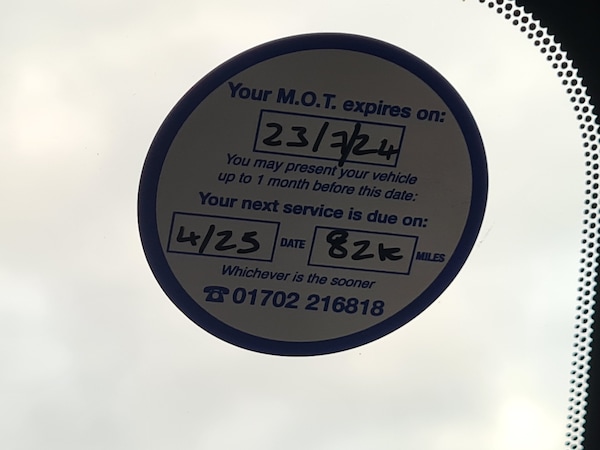 Your M.O.T. expires on:
23/7/24
You may present your vehicle
up to 1 month before this date:
Your next service is due on:
4/25 DATE 82K MILES
Whichever is the sooner
☎ 01702 216818